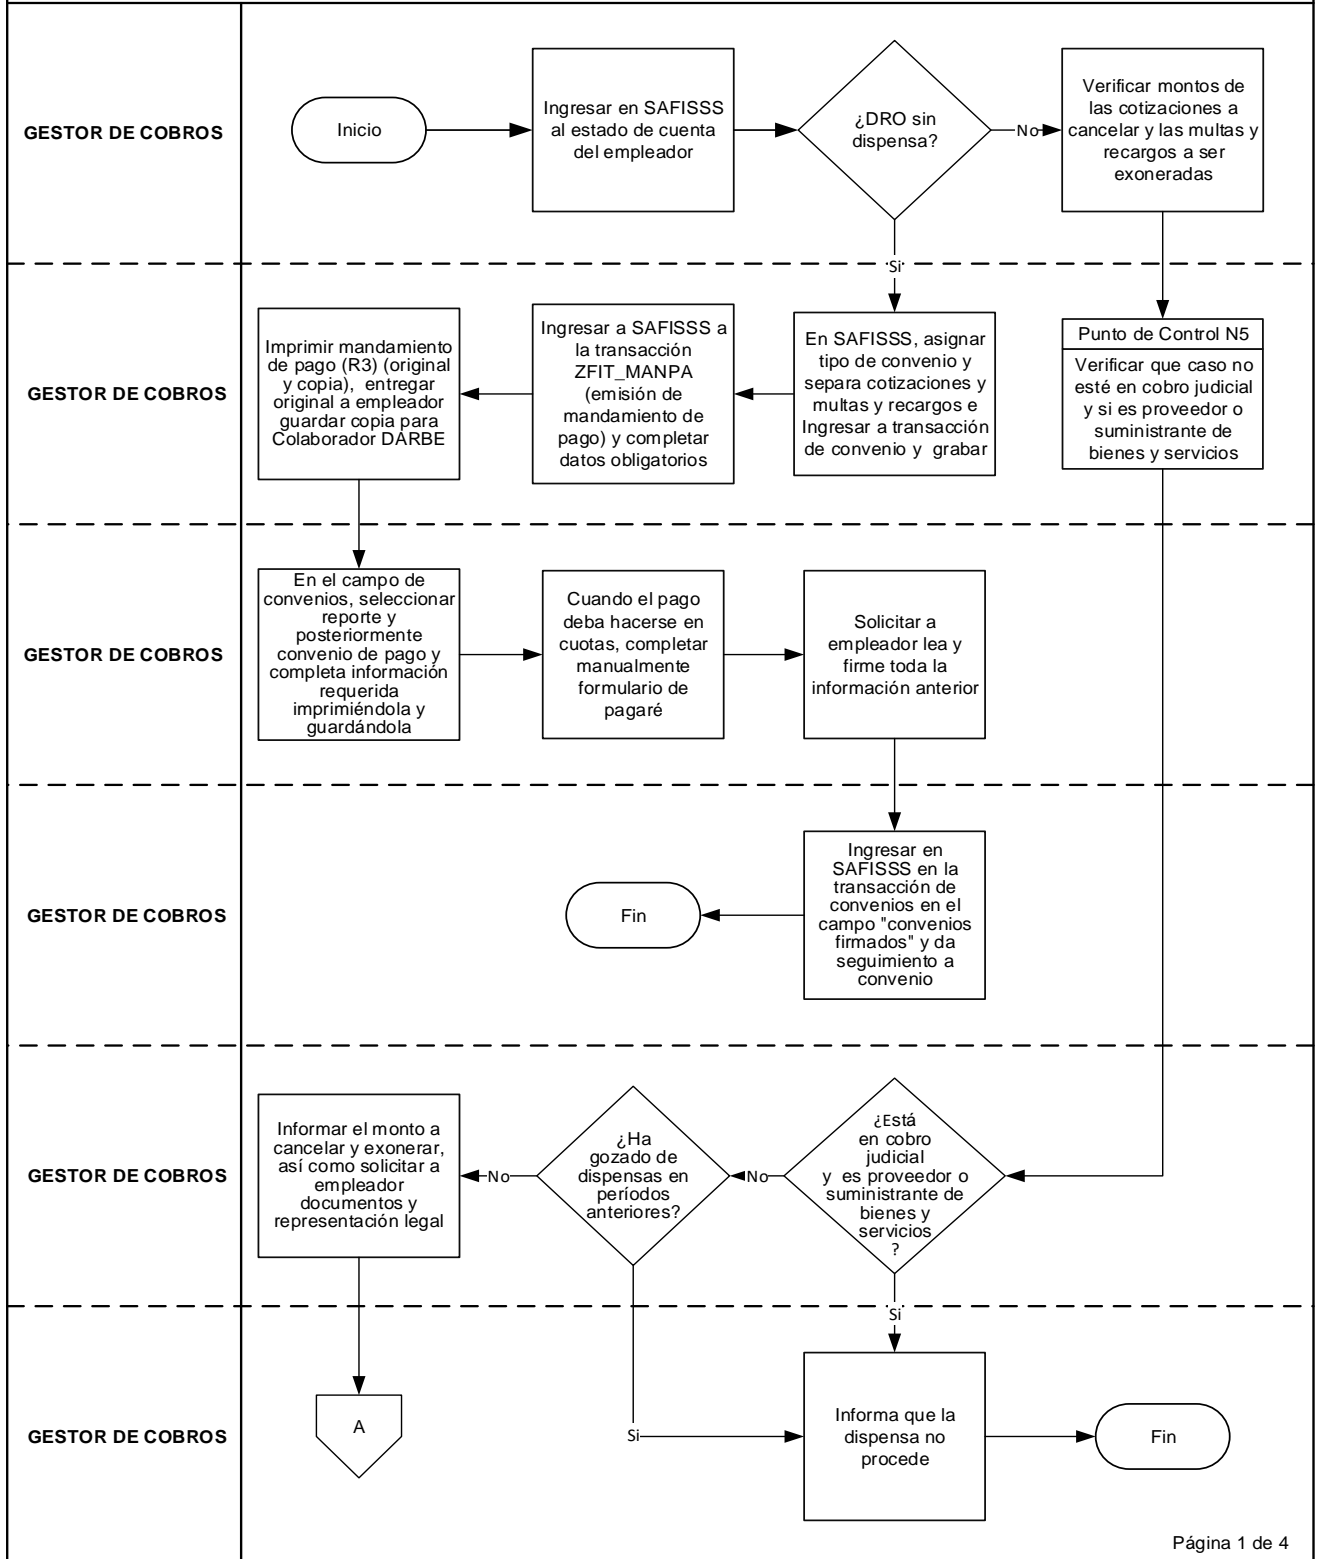 GESTOR DE COBROS
Inicio
Ingresar en SAFISSS
al estado de cuenta
del empleador
¿DRO sin
dispensa?
No
Verificar montos de
las cotizaciones a
cancelar y las multas y
recargos a ser
exoneradas
Si
GESTOR DE COBROS
Imprimir mandamiento
de pago (R3) (original
y copia), entregar
original a empleador
guardar copia para
Colaborador DARBE
Ingresar a SAFISSS a
la transacción
ZFIT_MANPA
(emisión de
mandamiento de
pago) y completar
datos obligatorios
En SAFISSS, asignar
tipo de convenio y
separa cotizaciones y
multas y recargos e
Ingresar a transacción
de convenio y grabar
Punto de Control N5
Verificar que caso no
esté en cobro judicial
y si es proveedor o
suministrante de
bienes y servicios
GESTOR DE COBROS
En el campo de
convenios, seleccionar
reporte y
posteriormente
convenio de pago y
completa información
requerida
imprimiéndola y
guardándola
Cuando el pago
deba hacerse en
cuotas, completar
manualmente
formulario de
pagaré
Solicitar a
empleador lea y
firme toda la
información anterior
GESTOR DE COBROS
Fin
Ingresar en
SAFISSS en la
transacción de
convenios en el
campo "convenios
firmados" y da
seguimiento a
convenio
GESTOR DE COBROS
Informar el monto a
cancelar y exonerar,
así como solicitar a
empleador
documentos y
representación legal
No
¿Ha
gozado de
dispensas en
períodos
anteriores?
No
¿Está
en cobro
judicial
y es proveedor o
suministrante de
bienes y
servicios
?
Si
GESTOR DE COBROS
A
Si
Informa que la
dispensa no
procede
Fin
Página 1 de 4